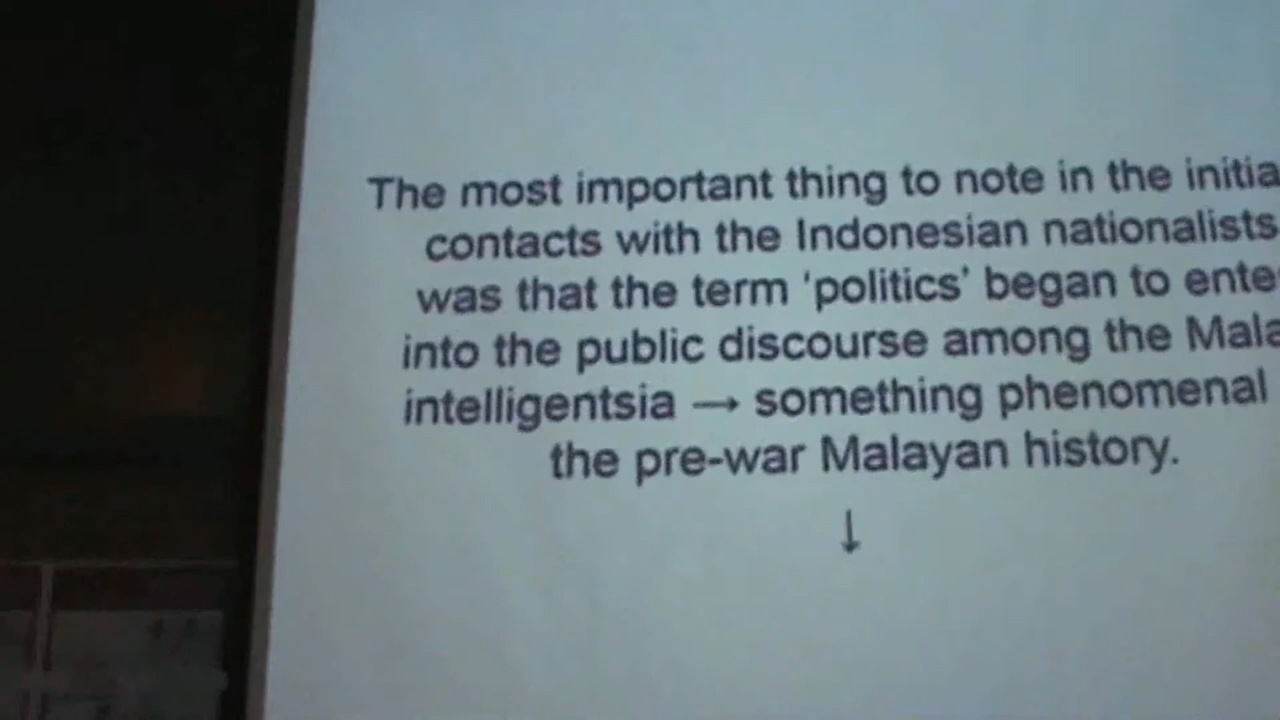 The most important thing to note in the initia
contacts with the Indonesian nationalists
was that the term 'politics' began to ente
into the public discourse among the Mala
intelligentsia → something phenomenal
the pre-war Malayan history.
↓